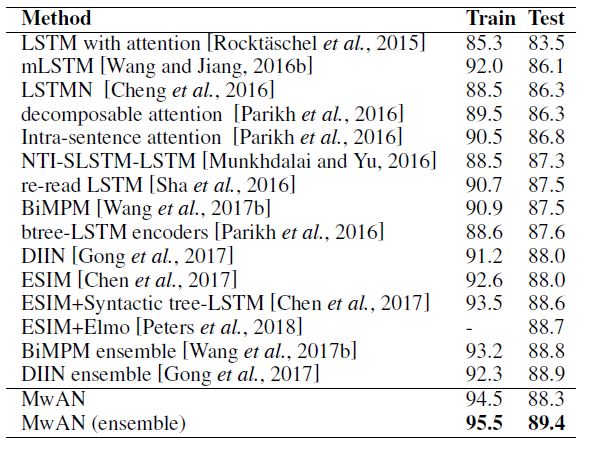 Method Train Test
LSTM with attention [Rocktäschel et al., 2015] 85.3 83.5
mLSTM [Wang and Jiang, 2016b] 92.0 86.1
LSTMN [Cheng et al., 2016] 88.5 86.3
decomposable attention [Parikh et al., 2016] 89.5 86.3
Intra-sentence attention [Parikh et al., 2016] 90.5 86.8
NTI-SLSTM-LSTM [Munkhdalai and Yu, 2016] 88.5 87.3
re-read LSTM [Sha et al., 2016] 90.7 87.5
BiMPM [Wang et al., 2017b] 90.9 87.5
btree-LSTM encoders [Parikh et al., 2016] 88.6 87.6
DIIN [Gong et al., 2017] 91.2 88.0
ESIM [Chen et al., 2017] 92.6 88.0
ESIM+Syntactic tree-LSTM [Chen et al., 2017] 93.5 88.6
ESIM+Elmo [Peters et al., 2018] - 88.7
BiMPM ensemble [Wang et al., 2017b] 93.2 88.8
DIIN ensemble [Gong et al., 2017] 92.3 88.9
MwAN 94.5 88.3
MwAN (ensemble) 95.5 89.4